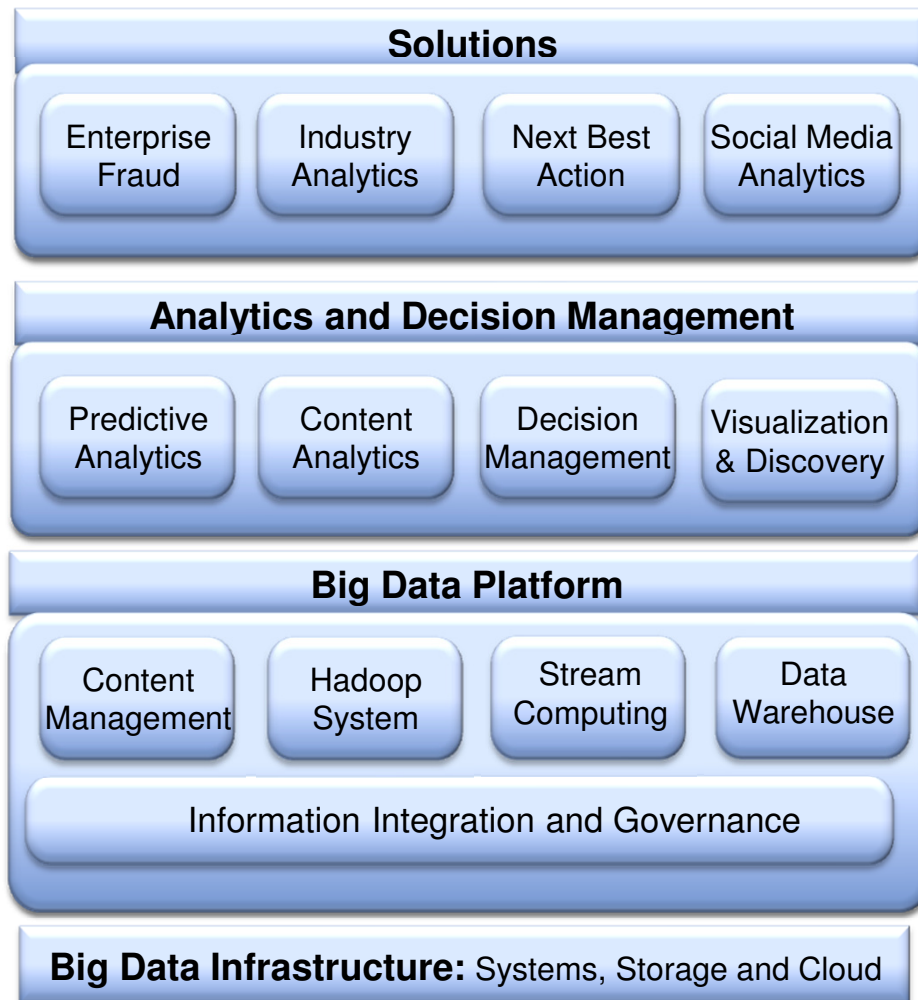 Solutions
Enterprise
Fraud
Industry
Analytics
Next Best
Action
Social Media
Analytics
Analytics and Decision Management
Predictive
Analytics
Content
Analytics
Decision
Management
Visualization
& Discovery
Big Data Platform
Content
Management
Hadoop
System
Stream
Computing
Data
Warehouse
Information Integration and Governance
Big Data Infrastructure: Systems, Storage and Cloud